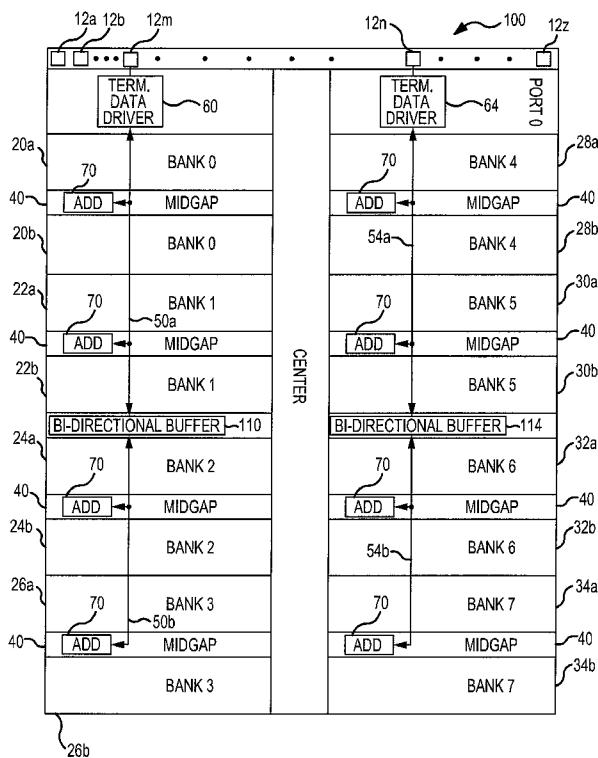 12a 12b 12m 12n 100 12z
TERM. DATA DRIVER 60
TERM. DATA DRIVER 64
PORT 0
20a BANK 0 BANK 4 28a
40 70 ADD MIDGAP 70 ADD MIDGAP 40
20b BANK 0 54a BANK 4 28b
22a BANK 1 BANK 5 30a
40 70 ADD 50a MIDGAP 70 ADD MIDGAP 40
CENTER
22b BANK 1 BANK 5 30b
BI-DIRECTIONAL BUFFER 110 BI-DIRECTIONAL BUFFER 114
24a BANK 2 BANK 6 32a
40 70 ADD MIDGAP 70 ADD MIDGAP 40
24b BANK 2 BANK 6 32b
54b
26a BANK 3 BANK 7 34a
40 70 ADD 50b MIDGAP 70 ADD MIDGAP 40
BANK 3 BANK 7 34b
26b